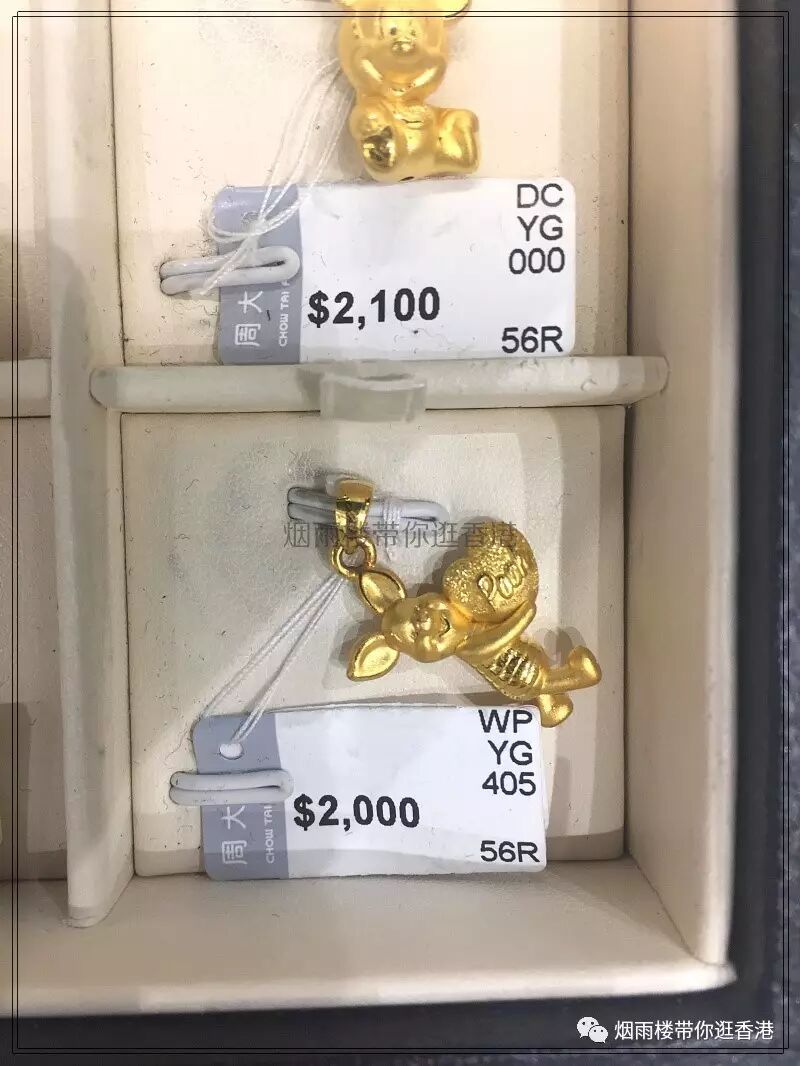 DC
YG
000
$2,100
56R
周大
CHOW TAI
烟雨楼带你逛香港
Pooh
WP
YG
405
$2,000
56R
周大
CHOW TAI
烟雨楼带你逛香港